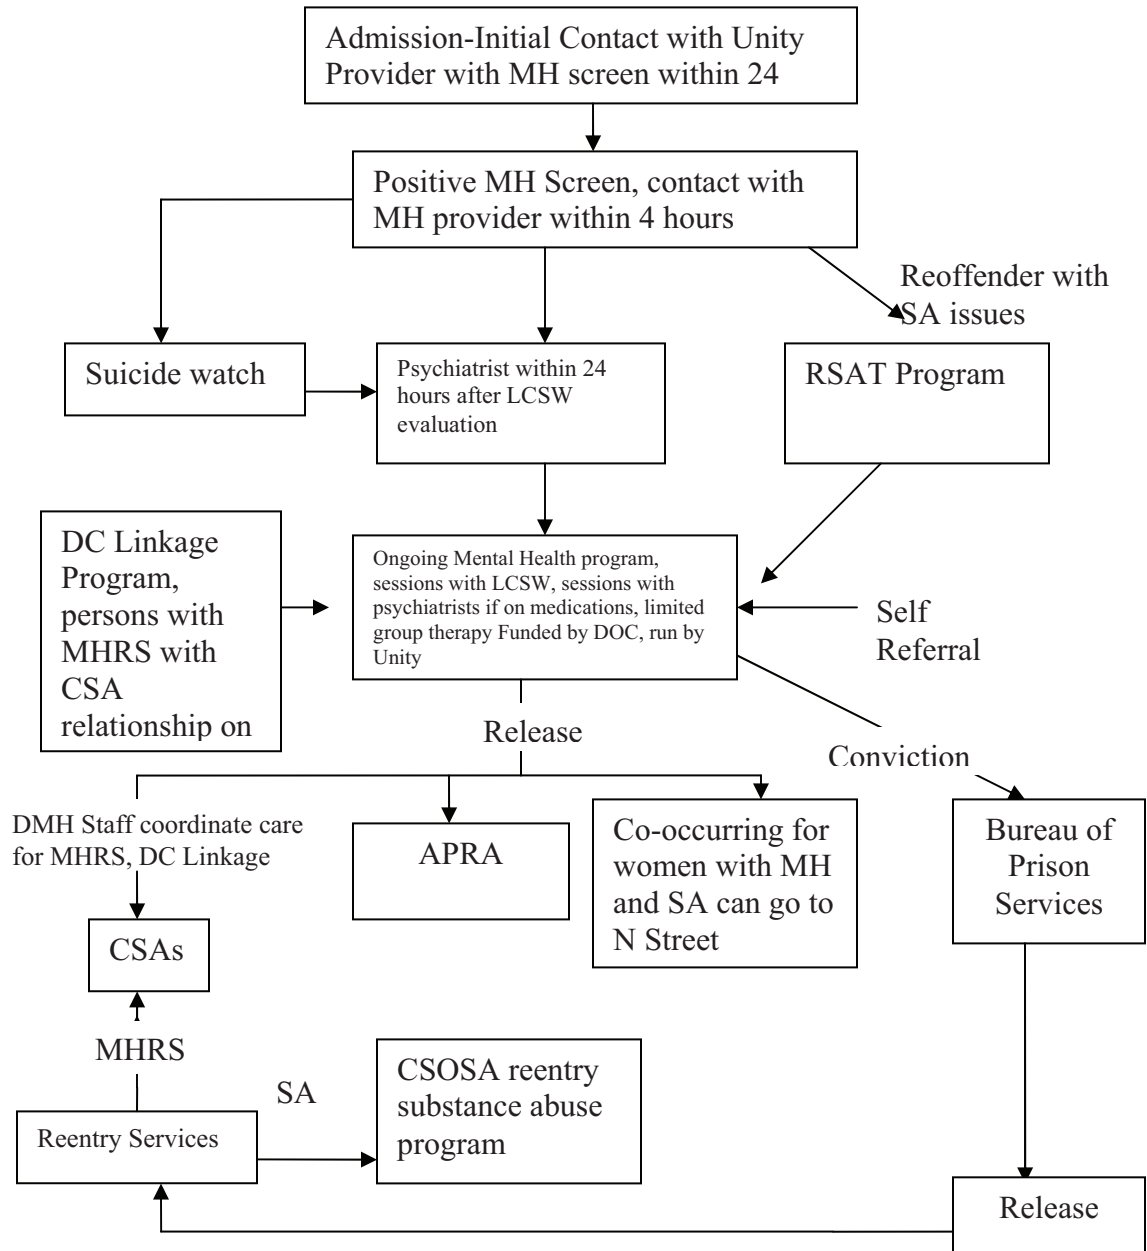 Admission-Initial Contact with Unity
Provider with MH screen within 24
Positive MH Screen, contact with
MH provider within 4 hours
Reoffender with
SA issues
Suicide watch
Psychiatrist within 24
hours after LCSW
evaluation
RSAT Program
DC Linkage
Program,
persons with
MHRS with
CSA
relationship on
Ongoing Mental Health program,
sessions with LCSW, sessions with
psychiatrists if on medications, limited
group therapy Funded by DOC, run by
Unity
Self
Referral
Release
Conviction
DMH Staff coordinate care
for MHRS, DC Linkage
APRA
Co-occurring for
women with MH
and SA can go to
N Street
Bureau of
Prison
Services
CSAs
MHRS
SA
CSOSA reentry
substance abuse
program
Reentry Services
Release